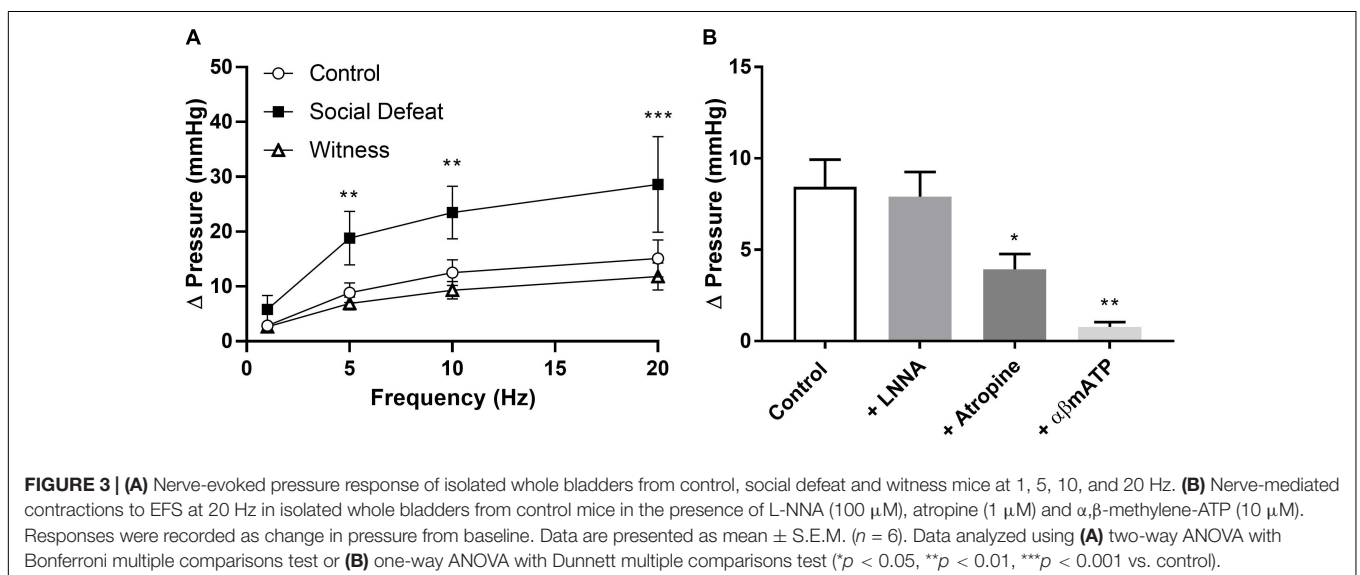 A
50
40
30
20
10
0
Δ Pressure (mmHg)
Control
Social Defeat
Witness
**
**
***
0
5
10
15
20
Frequency (Hz)
B
15
10
5
0
Δ Pressure (mmHg)
*
**
Control
+ LNNA
+ Atropine
+ αβmATP
FIGURE 3 | (A) Nerve-evoked pressure response of isolated whole bladders from control, social defeat and witness mice at 1, 5, 10, and 20 Hz. (B) Nerve-mediated
contractions to EFS at 20 Hz in isolated whole bladders from control mice in the presence of L-NNA (100 μM), atropine (1 μM) and α,β-methylene-ATP (10 μM).
Responses were recorded as change in pressure from baseline. Data are presented as mean ± S.E.M. (n = 6). Data analyzed using (A) two-way ANOVA with
Bonferroni multiple comparisons test or (B) one-way ANOVA with Dunnett multiple comparisons test (*p < 0.05, **p < 0.01, ***p < 0.001 vs. control).